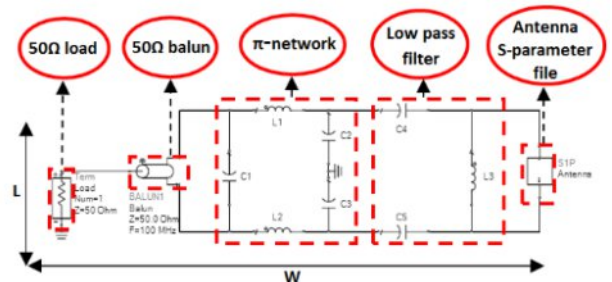 50Ω load
50Ω balun
π-network
Low pass
filter
Antenna
S-parameter
file
L1
C2
C4
Term
Load
Num=1
Z=50 Ohm
BALUN1
Balun
Z=50.0 Ohm
F=100 MHz
C1
L3
S1P
Antenna
C3
L2
C5
L
W